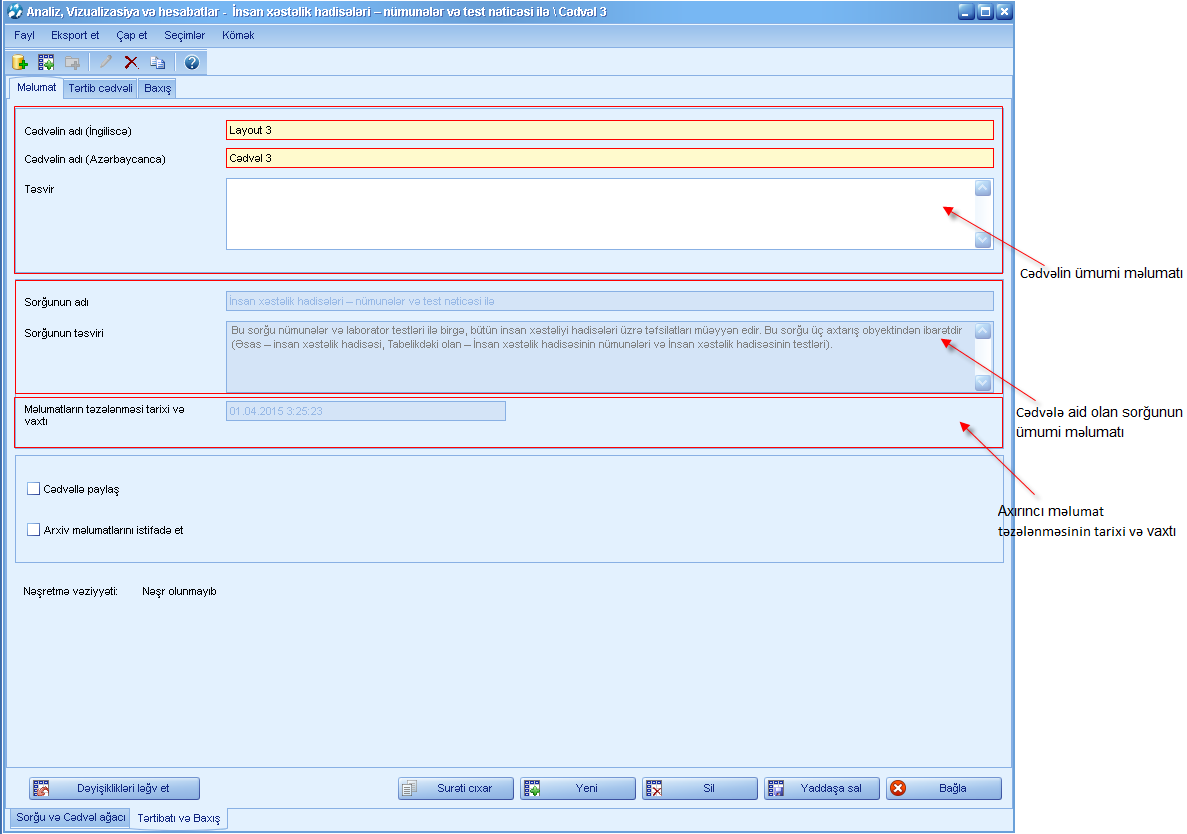 Analiz, Vizualizasiya və hesabatlar - İnsan xəstəlik hadisələri – nümunələr və test nəticəsi ilə \ Cədvəl 3
Fayl Eksport et Çap et Seçimlər Kömək
Məlumat Tərtib cədvəli Baxış
Cədvəlin adı (İngiliscə) Layout 3
Cədvəlin adı (Azərbaycanca) Cədvəl 3
Təsvir
Cədvəlin ümumi məlumatı
Sorğunun adı İnsan xəstəlik hadisələri – nümunələr və test nəticəsi ilə
Sorğunun təsviri Bu sorğu nümunələr və laborator testləri ilə birgə, bütün insan xəstəliyi hadisələri üzrə təfsilatları müəyyən edir. Bu sorğu üç axtarış obyektindən ibarətdir
(Əsas – insan xəstəlik hadisəsi, Tabelikdəki olan – İnsan xəstəlik hadisəsinin nümunələri və İnsan xəstəlik hadisəsinin testləri).
Cədvələ aid olan sorğunun
ümumi məlumatı
Məlumatların təzələnməsi tarixi və
vaxtı
01.04.2015 3:25:23
Axırıncı məlumat
təzələnməsinin tarixi və vaxtı
Cədvəllə paylaş
Arxiv məlumatlarını istifadə et
Nəşretmə vəziyyəti: Nəşr olunmayıb
Dəyişiklikləri ləğv et Surəti cıxar Yeni Sil Yaddaşa sal Bağla
Sorğu və Cədvəl ağacı Tərtibatı və Baxış